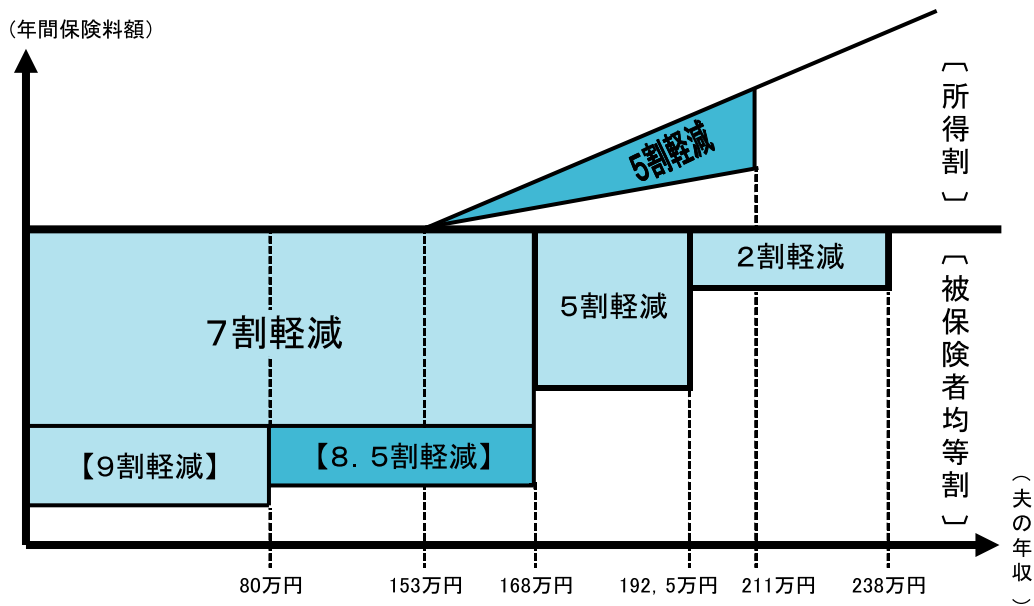 （年間保険料額）
5割軽減
〔所得割〕
２割軽減
5割軽減
７割軽減
〔被保険者均等割〕
【９割軽減】
【８．５割軽減】
（夫の年収）
80万円
153万円
168万円
192，5万円
211万円
238万円